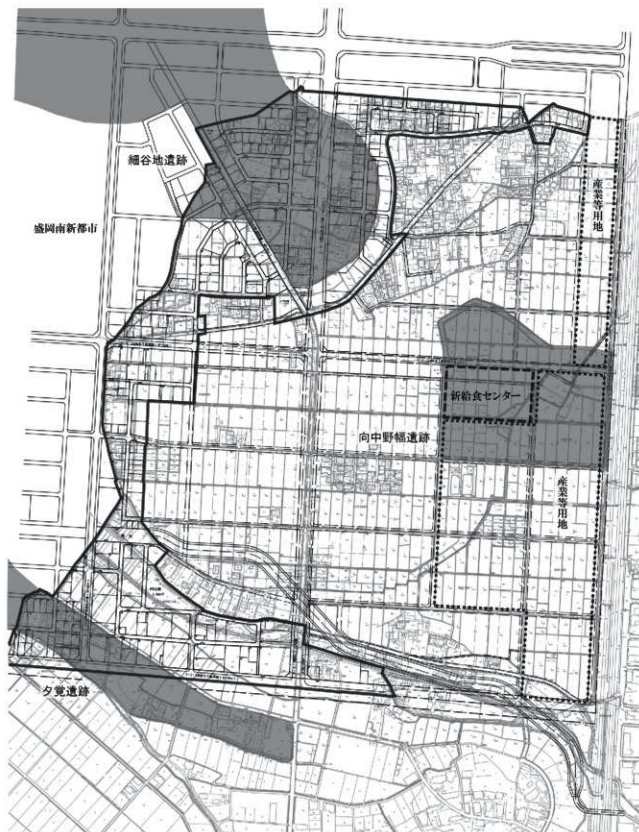 細谷地遺跡
産業等用地
盛岡南新都市
新給食センター
向中野幅遺跡
産業等用地
夕覚遺跡